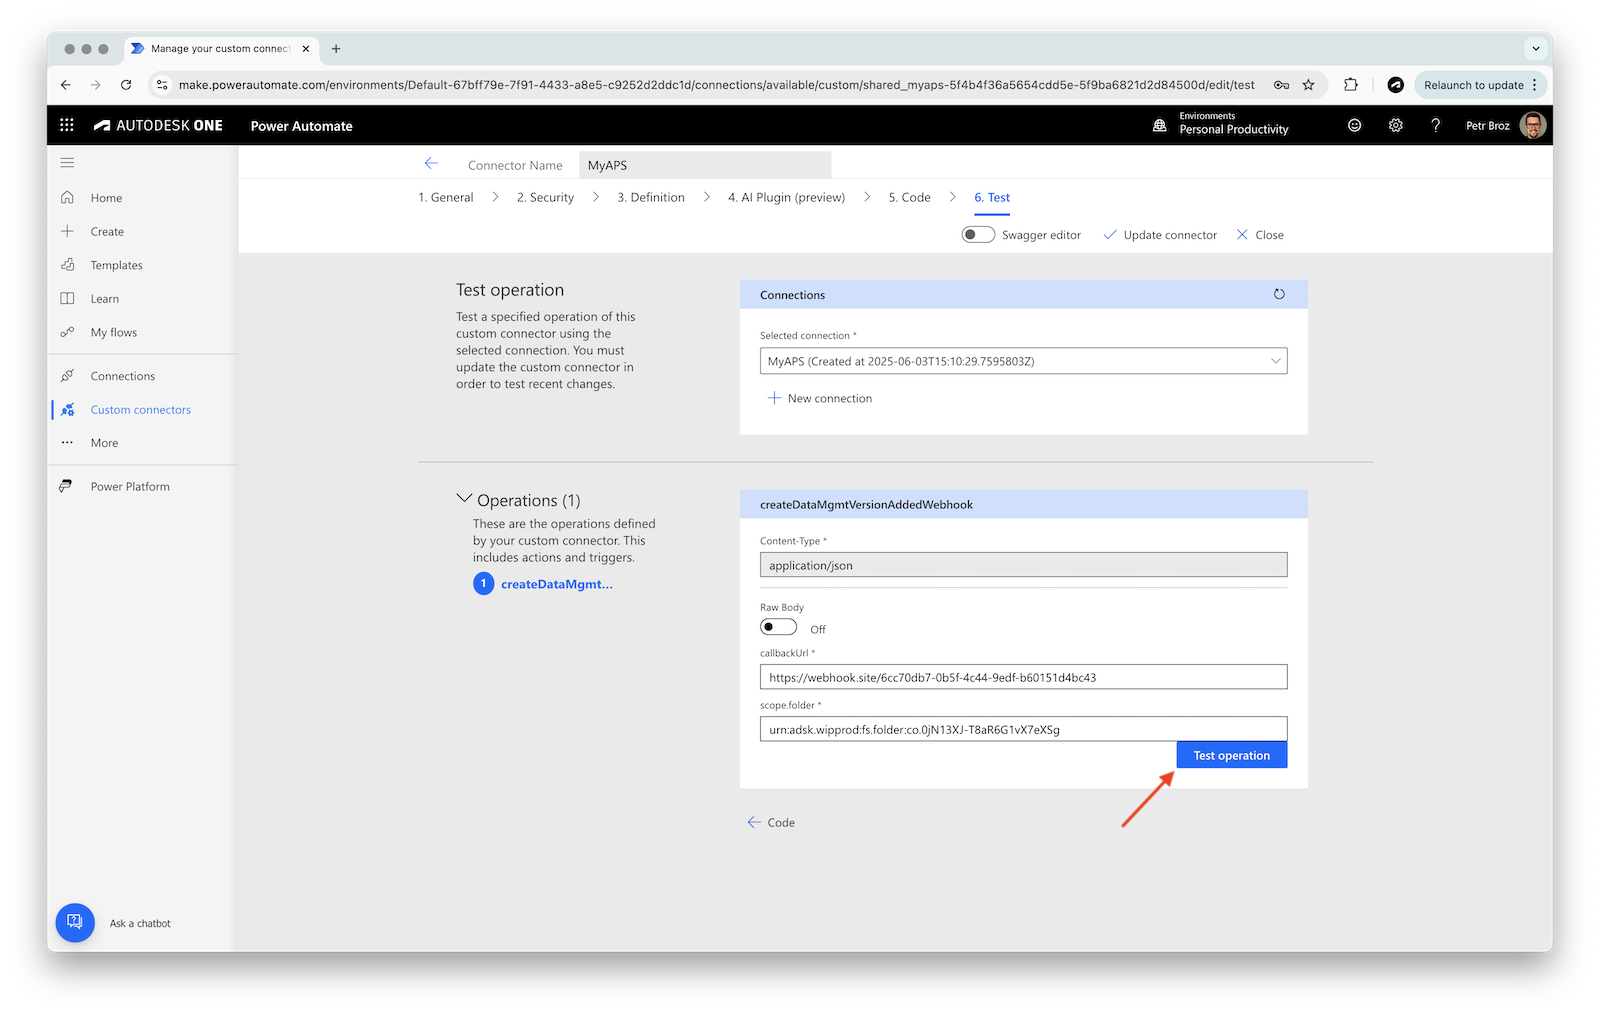 Manage your custom connect
make.powerautomate.com/environments/Default-67bff79e-7f91-4433-a8e5-c9252d2ddc1d/connections/available/custom/shared_myaps-5f4b4f36a5654cdd5e-5f9ba6821d2d84500d/edit/test
Relaunch to update
AUTODESK ONE
Power Automate
Environments
Personal Productivity
?
Petr Broz
Connector Name
MyAPS
1. General
2. Security
3. Definition
4. AI Plugin (preview)
5. Code
6. Test
Swagger editor
Update connector
Close
Home
Create
Templates
Learn
My flows
Connections
Custom connectors
More
Power Platform
Ask a chatbot
Test operation
Test a specified operation of this
custom connector using the
selected connection. You must
update the custom connector in
order to test recent changes.
Connections
Selected connection *
MyAPS (Created at 2025-06-03T15:10:29.7595803Z)
New connection
Operations (1)
These are the operations defined
by your custom connector. This
includes actions and triggers.
1 createDataMgmt...
createDataMgmtVersionAddedWebhook
Content-Type *
application/json
Raw Body
Off
callbackUrl *
https://webhook.site/6cc70db7-0b5f-4c44-9edf-b60151d4bc43
scope.folder *
urn:adsk.wipprod:fs.folder:co.0jN13XJ-T8aR6G1vX7eXSg
Test operation
Code